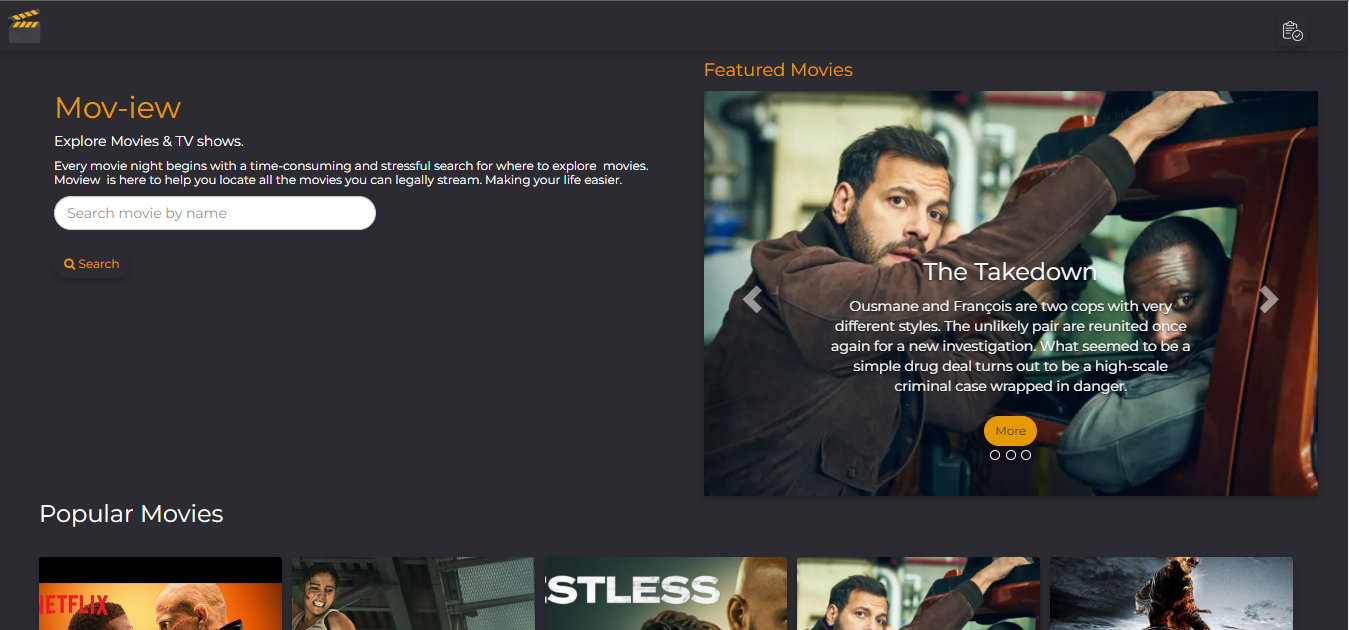 Featured Movies
Mov-iew
Explore Movies & TV shows.
Every movie night begins with a time-consuming and stressful search for where to explore  movies.
Moview  is here to help you locate all the movies you can legally stream. Making your life easier.
Search movie by name
Search
The Takedown
Ousmane and François are two cops with very
different styles. The unlikely pair are reunited once
again for a new investigation. What seemed to be a
simple drug deal turns out to be a high-scale
criminal case wrapped in danger.
More
Popular Movies
NETFLIX
STLESS